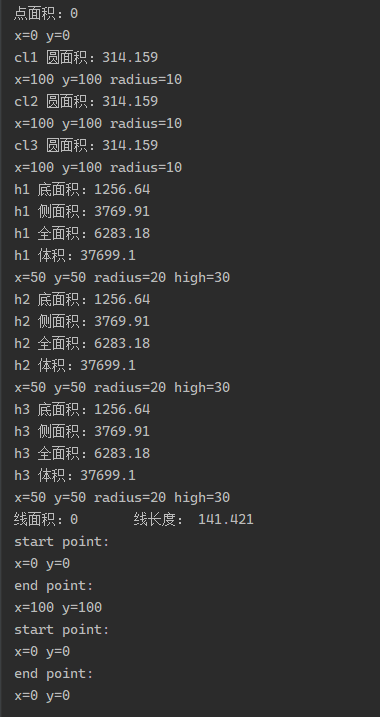 点面积：0
x=0 y=0
cl1 圆面积：314.159
x=100 y=100 radius=10
cl2 圆面积：314.159
x=100 y=100 radius=10
cl3 圆面积：314.159
x=100 y=100 radius=10
h1 底面积：1256.64
h1 侧面积：3769.91
h1 全面积：6283.18
h1 体积：37699.1
x=50 y=50 radius=20 high=30
h2 底面积：1256.64
h2 侧面积：3769.91
h2 全面积：6283.18
h2 体积：37699.1
x=50 y=50 radius=20 high=30
h3 底面积：1256.64
h3 侧面积：3769.91
h3 全面积：6283.18
h3 体积：37699.1
x=50 y=50 radius=20 high=30
线面积：0       线长度： 141.421
start point:
x=0 y=0
end point:
x=100 y=100
start point:
x=0 y=0
end point:
x=0 y=0